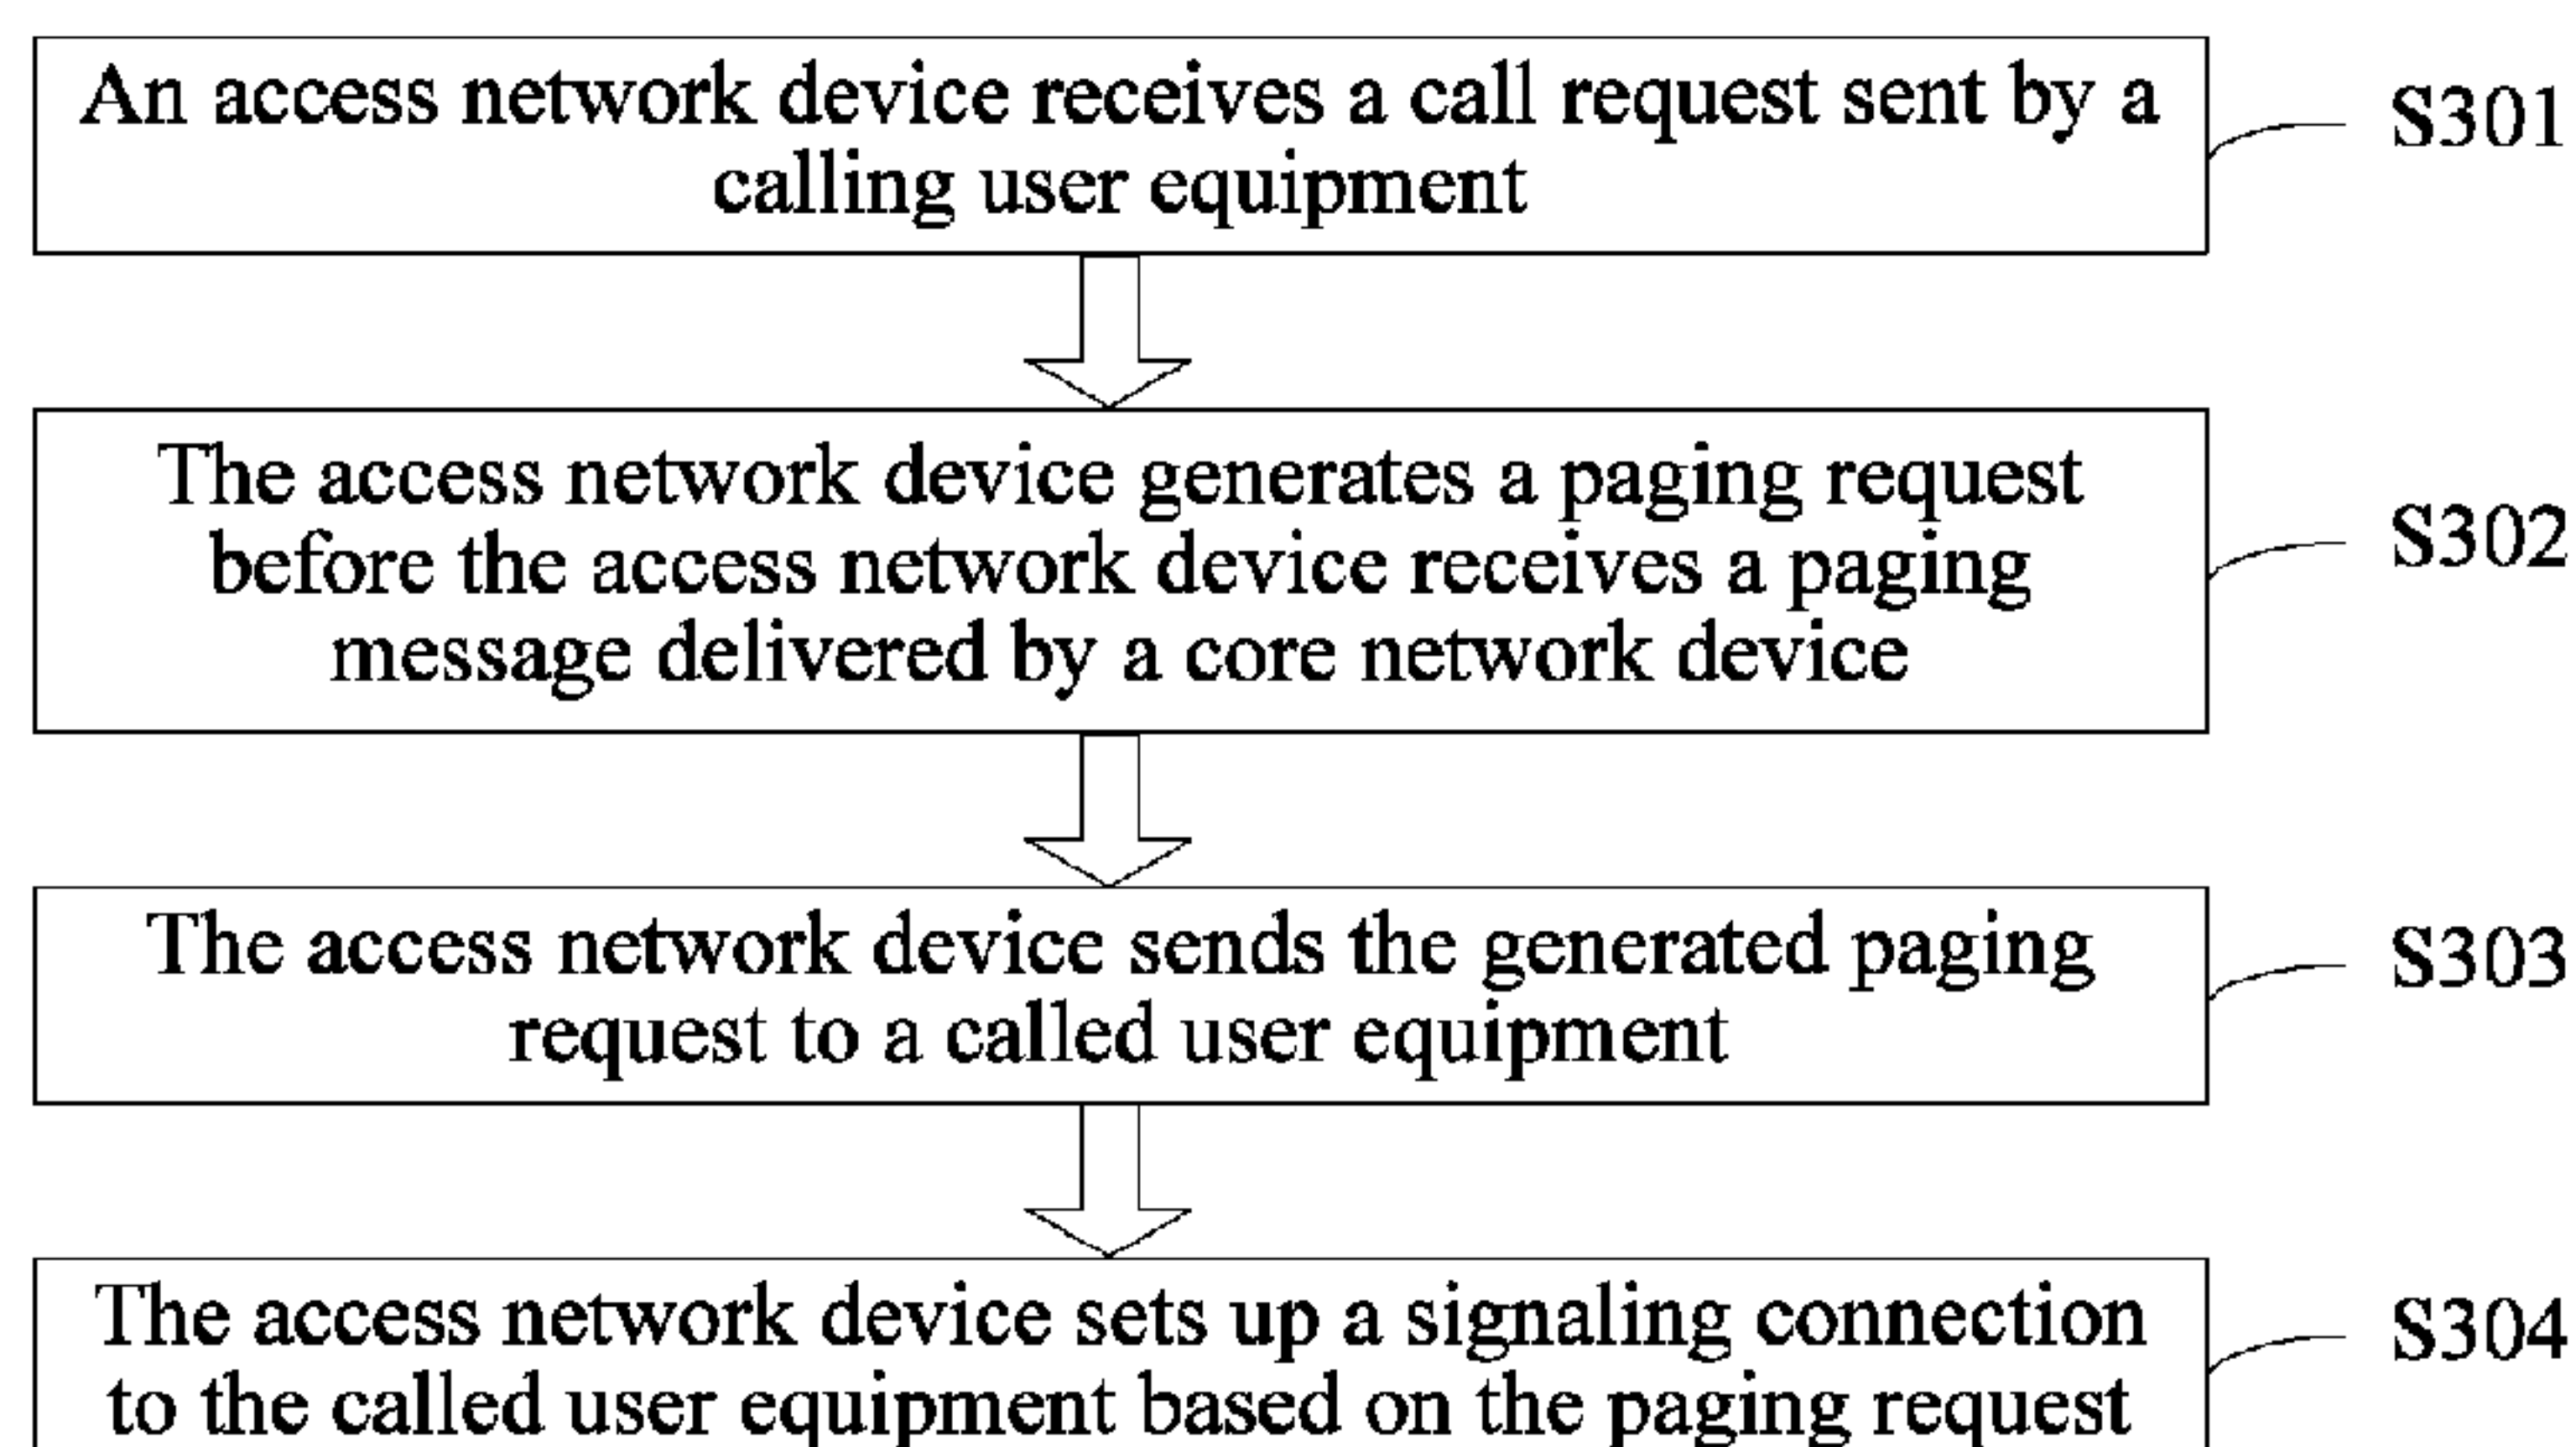 An access network device receives a call request sent by a
calling user equipment
S301
The access network device generates a paging request
before the access network device receives a paging
message delivered by a core network device
S302
The access network device sends the generated paging
request to a called user equipment
S303
The access network device sets up a signaling connection
to the called user equipment based on the paging request
S304